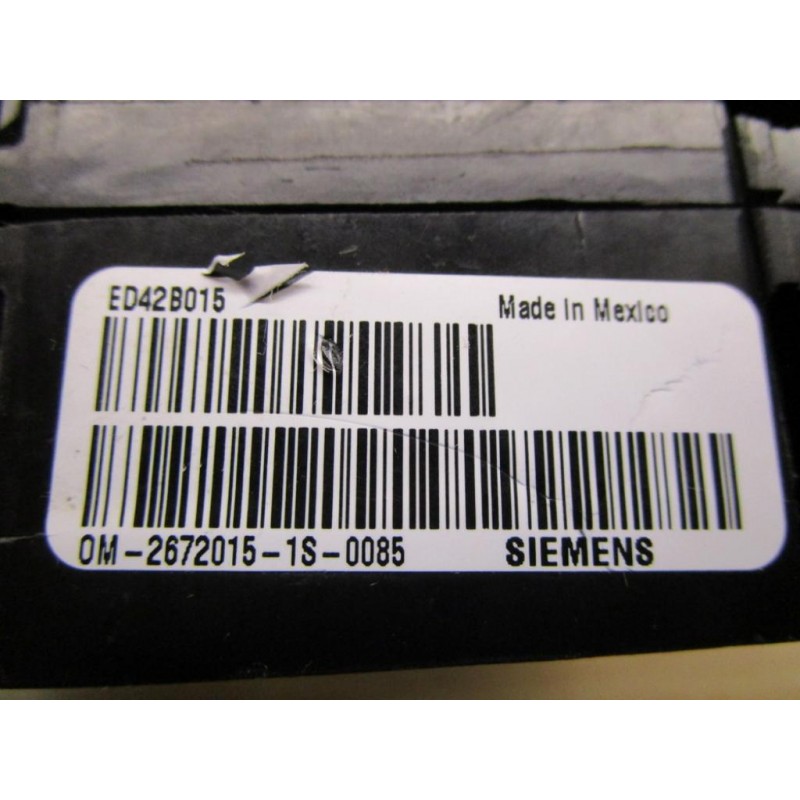 ED42B015 Made In Mexico
0M-2672015-1S-0085 SIEMENS